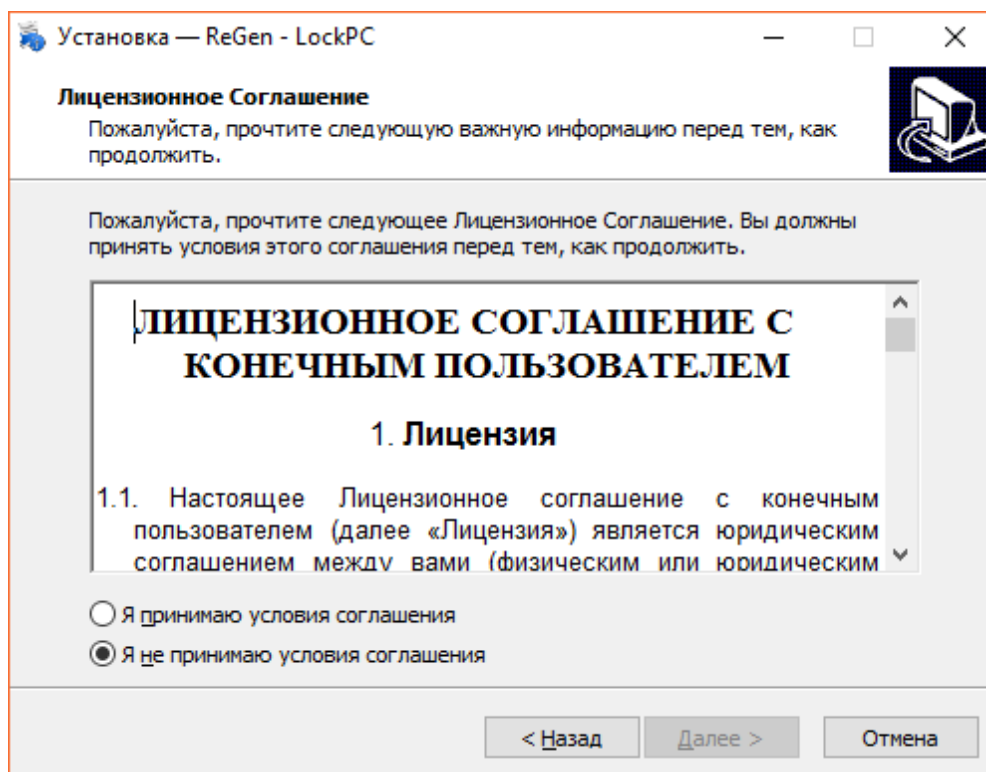 Установка — ReGen - LockPC
Лицензионное Соглашение
Пожалуйста, прочтите следующую важную информацию перед тем, как
продолжить.
Пожалуйста, прочтите следующее Лицензионное Соглашение. Вы должны
принять условия этого соглашения перед тем, как продолжить.
ЛИЦЕНЗИОННОЕ СОГЛАШЕНИЕ С
КОНЕЧНЫМ ПОЛЬЗОВАТЕЛЕМ
1. Лицензия
1.1. Настоящее Лицензионное соглашение с конечным
пользователем (далее «Лицензия») является юридическим
соглашением между вами (физическим или юридическим
Я принимаю условия соглашения
Я не принимаю условия соглашения
< Назад Далее > Отмена